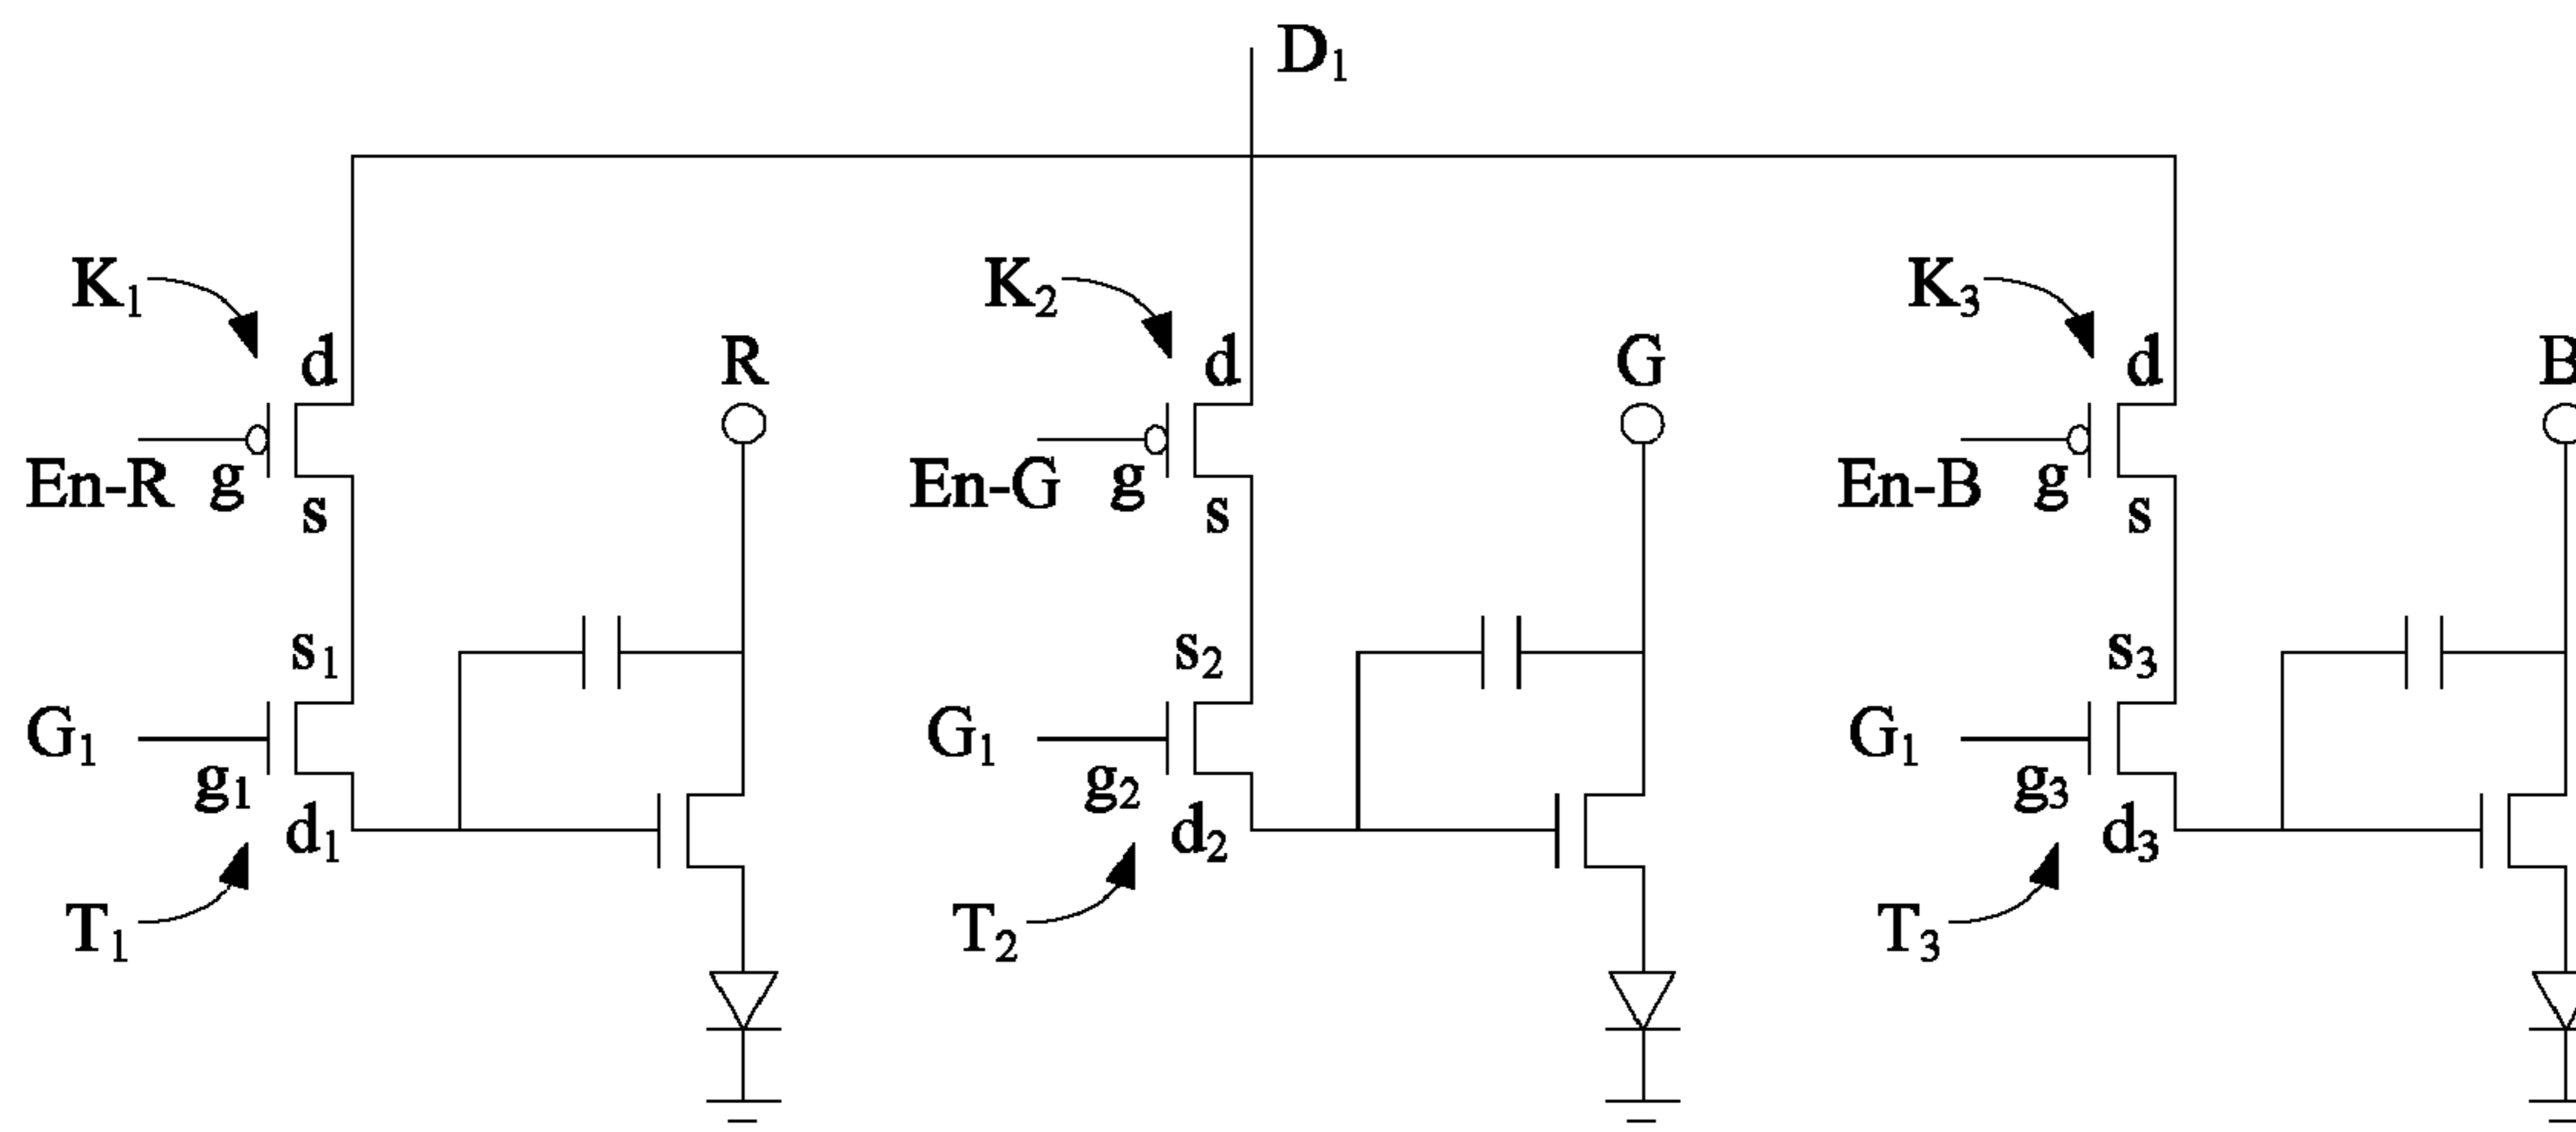 D₁
K₁ K₂ K₃
d R d G d B
En-R g En-G g En-B g
s s s
s₁ s₂ s₃
G₁ G₁ G₁
g₁ g₂ g₃
d₁ d₂ d₃
T₁ T₂ T₃